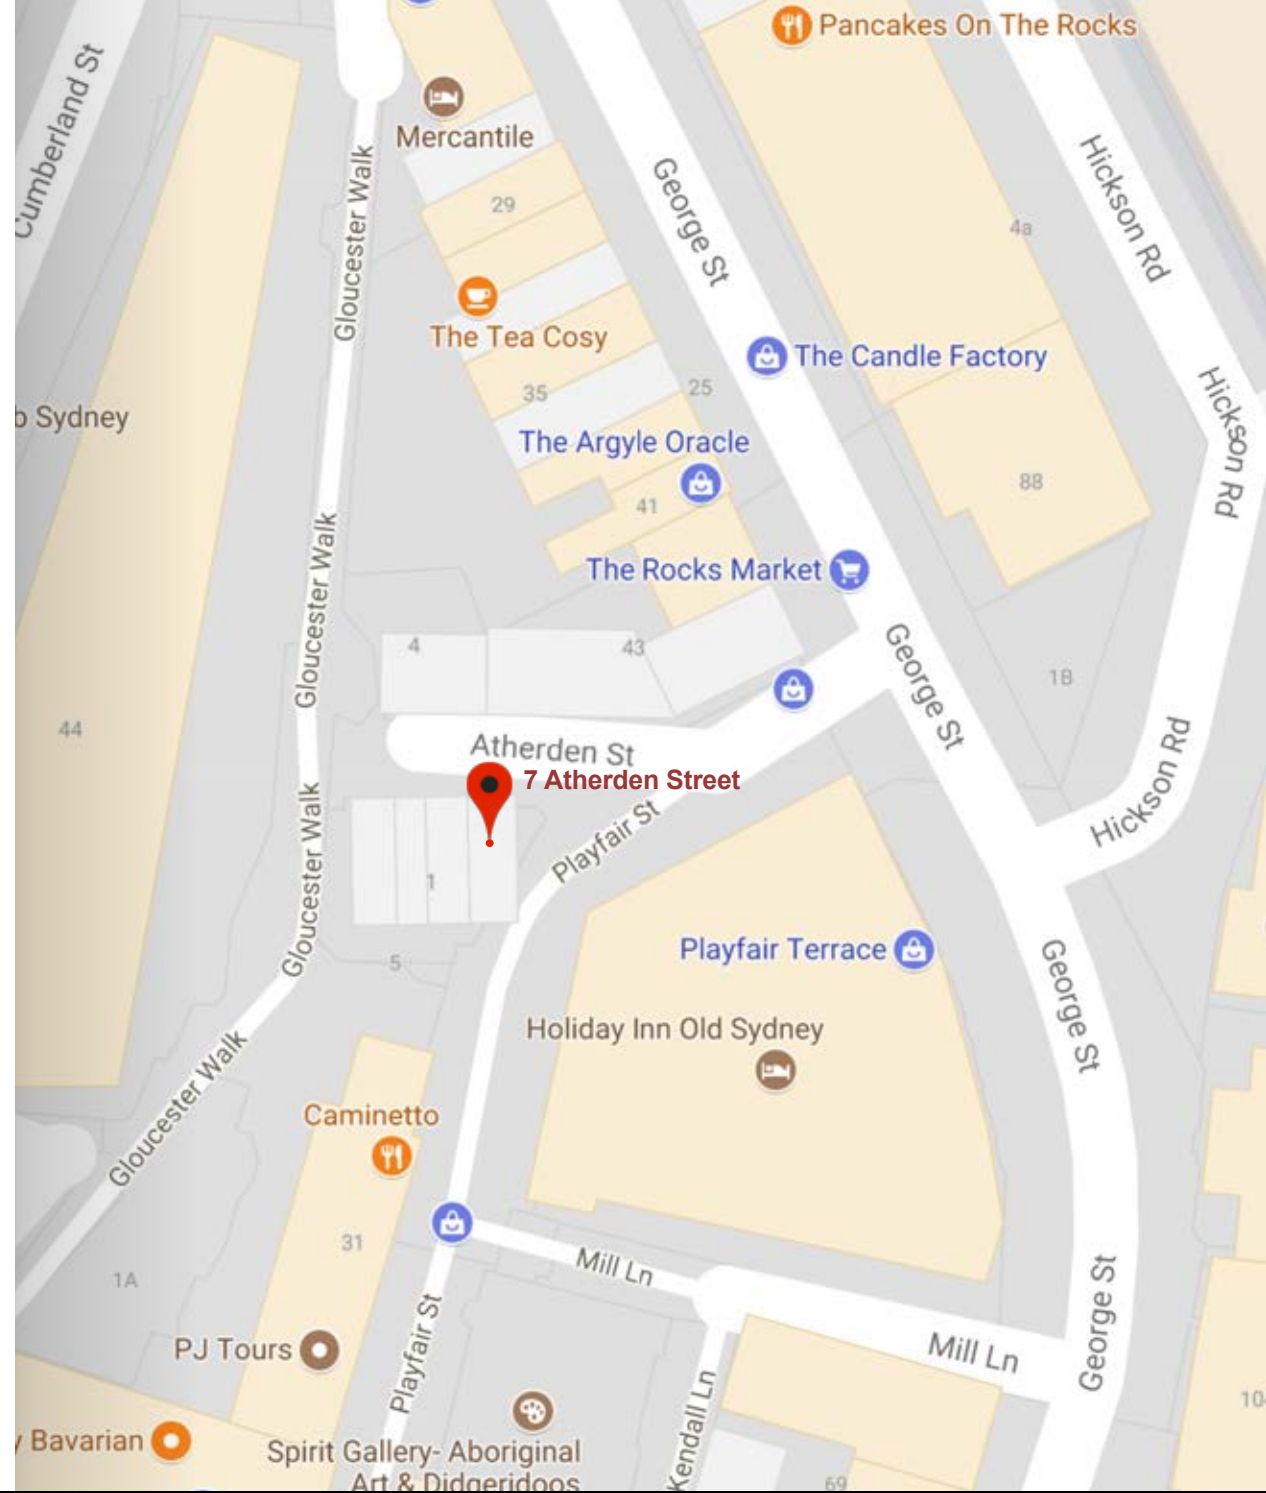 Pancakes On The Rocks
Cumberland St
Mercantile
Gloucester Walk
George St
Hickson Rd
29
4a
The Tea Cosy
The Candle Factory
Hickson Rd
35
25
b Sydney
The Argyle Oracle
88
41
Gloucester Walk
The Rocks Market
4
43
George St
1B
44
Atherden St
7 Atherden Street
Hickson Rd
Gloucester Walk
Playfair St
1
Playfair Terrace
5
George St
Holiday Inn Old Sydney
Gloucester Walk
Caminetto
31
Mill Ln
1A
PJ Tours
Playfair St
Mill Ln
George St
Kendall Ln
10
y Bavarian
Spirit Gallery- Aboriginal
Art & Didgeridoos
69